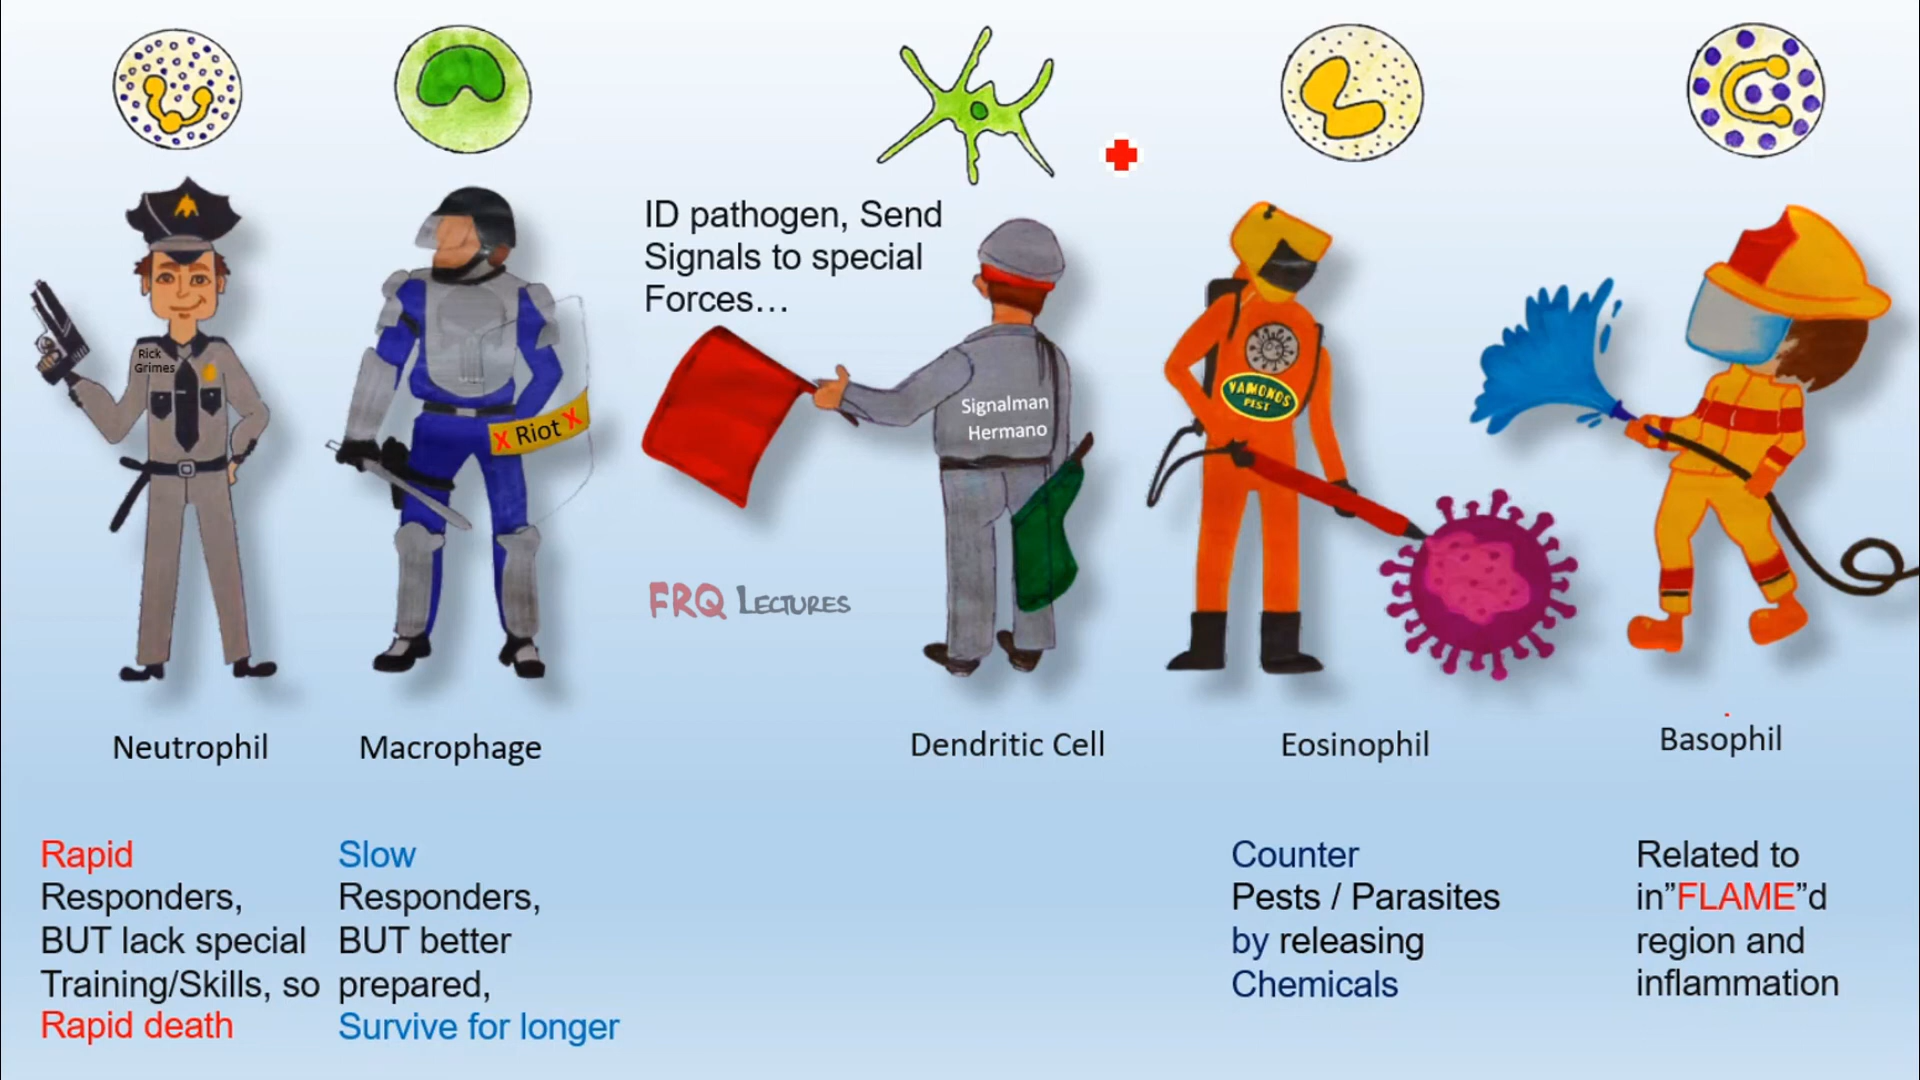 ID pathogen, Send
Signals to special
Forces…
Rick
Grimes
X Riot X
Signalman
Hermano
VAMONOS
PEST
FRQ LECTURES
Neutrophil
Macrophage
Dendritic Cell
Eosinophil
Basophil
Rapid
Responders,
BUT lack special
Training/Skills, so
Rapid death
Slow
Responders,
BUT better
prepared,
Survive for longer
Counter
Pests / Parasites
by releasing
Chemicals
Related to
in”FLAME”d
region and
inflammation